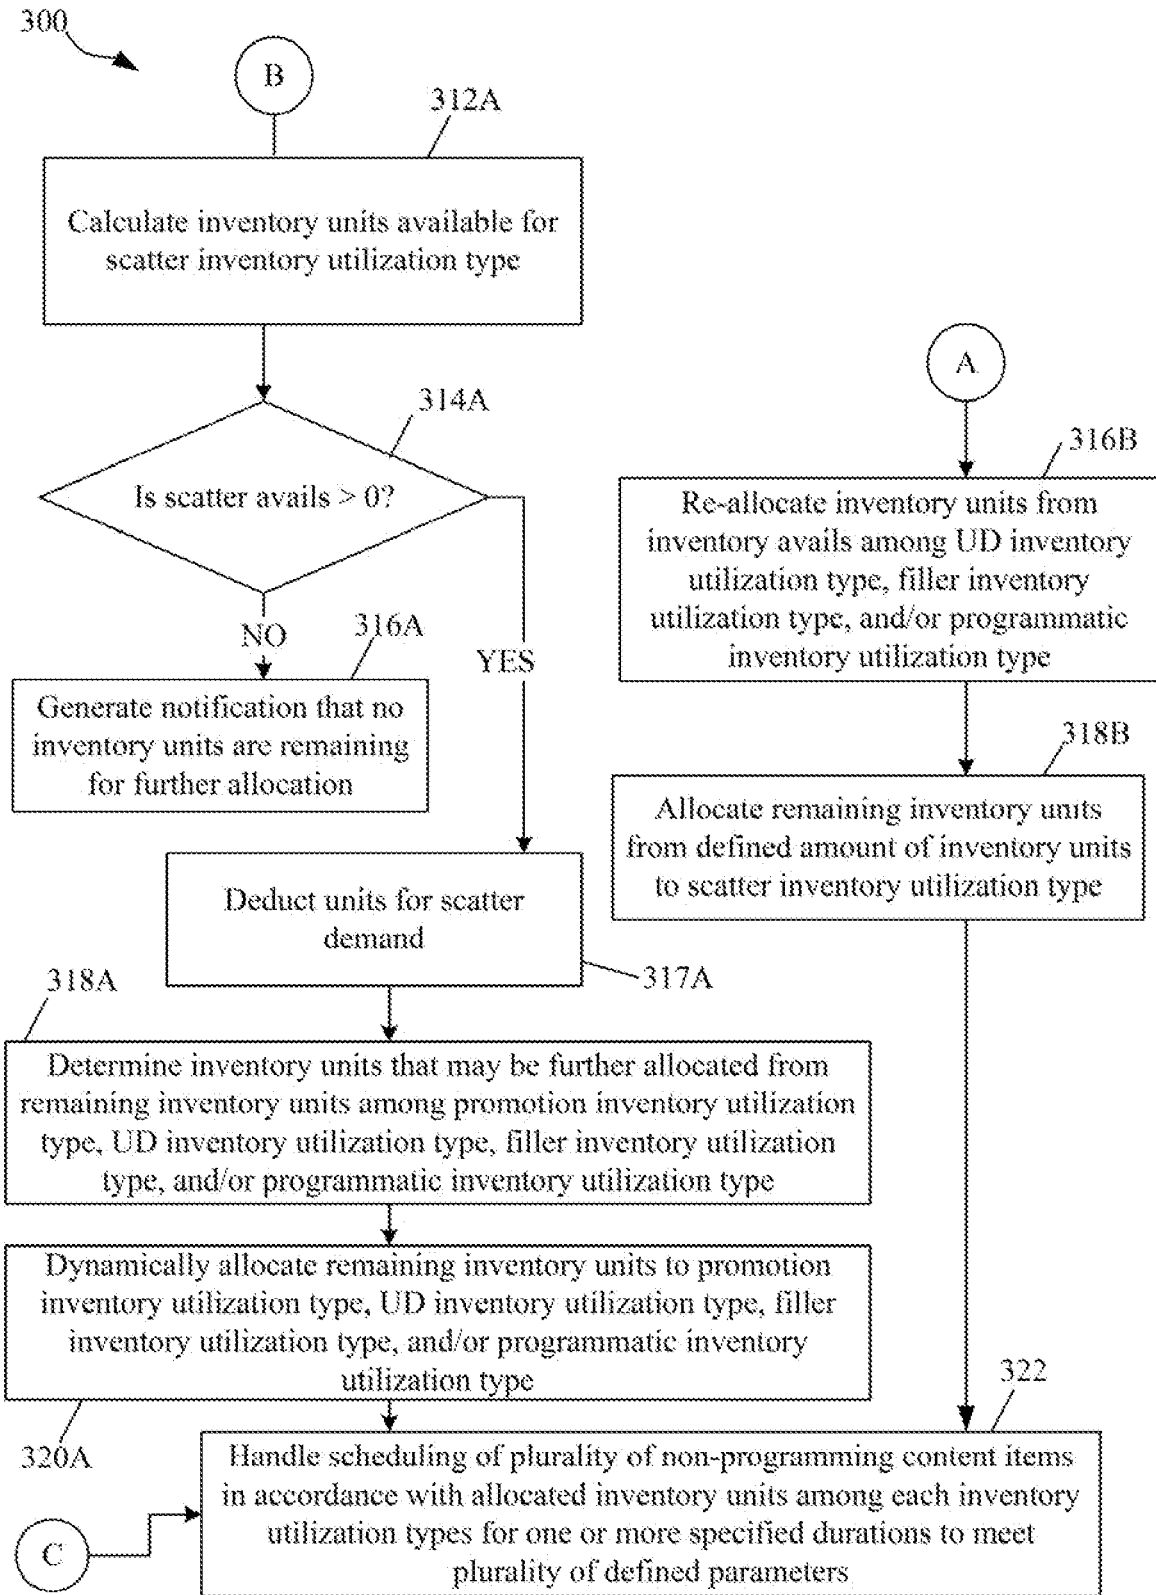 300
B
312A
Calculate inventory units available for
scatter inventory utilization type
314A
Is scatter avails > 0?
NO
316A
YES
Generate notification that no
inventory units are remaining
for further allocation
Deduct units for scatter
demand
317A
318A
Determine inventory units that may be further allocated from
remaining inventory units among promotion inventory utilization
type, UD inventory utilization type, filler inventory utilization
type, and/or programmatic inventory utilization type
Dynamically allocate remaining inventory units to promotion
inventory utilization type, UD inventory utilization type, filler
inventory utilization type, and/or programmatic inventory
utilization type
320A
A
316B
Re-allocate inventory units from
inventory avails among UD inventory
utilization type, filler inventory
utilization type, and/or programmatic
inventory utilization type
318B
Allocate remaining inventory units
from defined amount of inventory units
to scatter inventory utilization type
322
Handle scheduling of plurality of non-programming content items
in accordance with allocated inventory units among each inventory
utilization types for one or more specified durations to meet
plurality of defined parameters
C